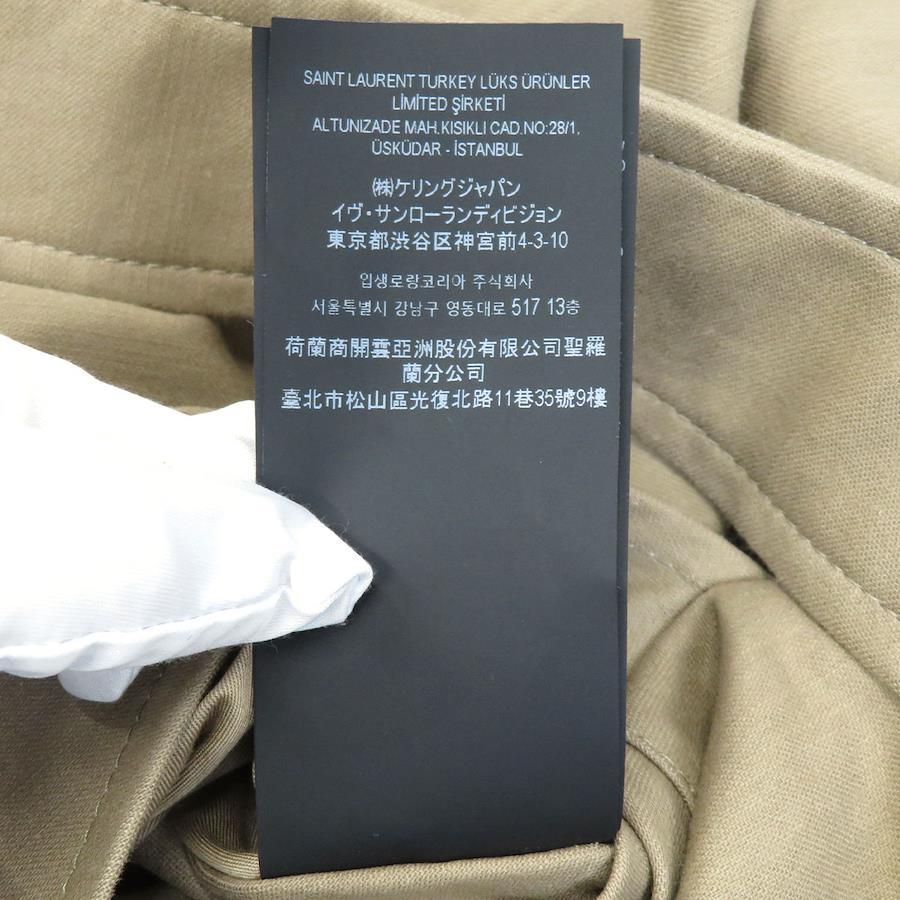 SAINT LAURENT TURKEY LÜKS ÜRÜNLER
LİMİTED ŞİRKETİ
ALTUNIZADE MAH.KISIKLI CAD.NO:28/1,
ÜSKÜDAR - İSTANBUL
㈱ケリングジャパン
イヴ・サンローランディビジョン
東京都渋谷区神宮前4-3-10
입생로랑코리아 주식회사
서울특별시 강남구 영동대로 517 13층
荷蘭商開雲亞洲股份有限公司聖羅
蘭分公司
臺北市松山區光復北路11巷35號9樓